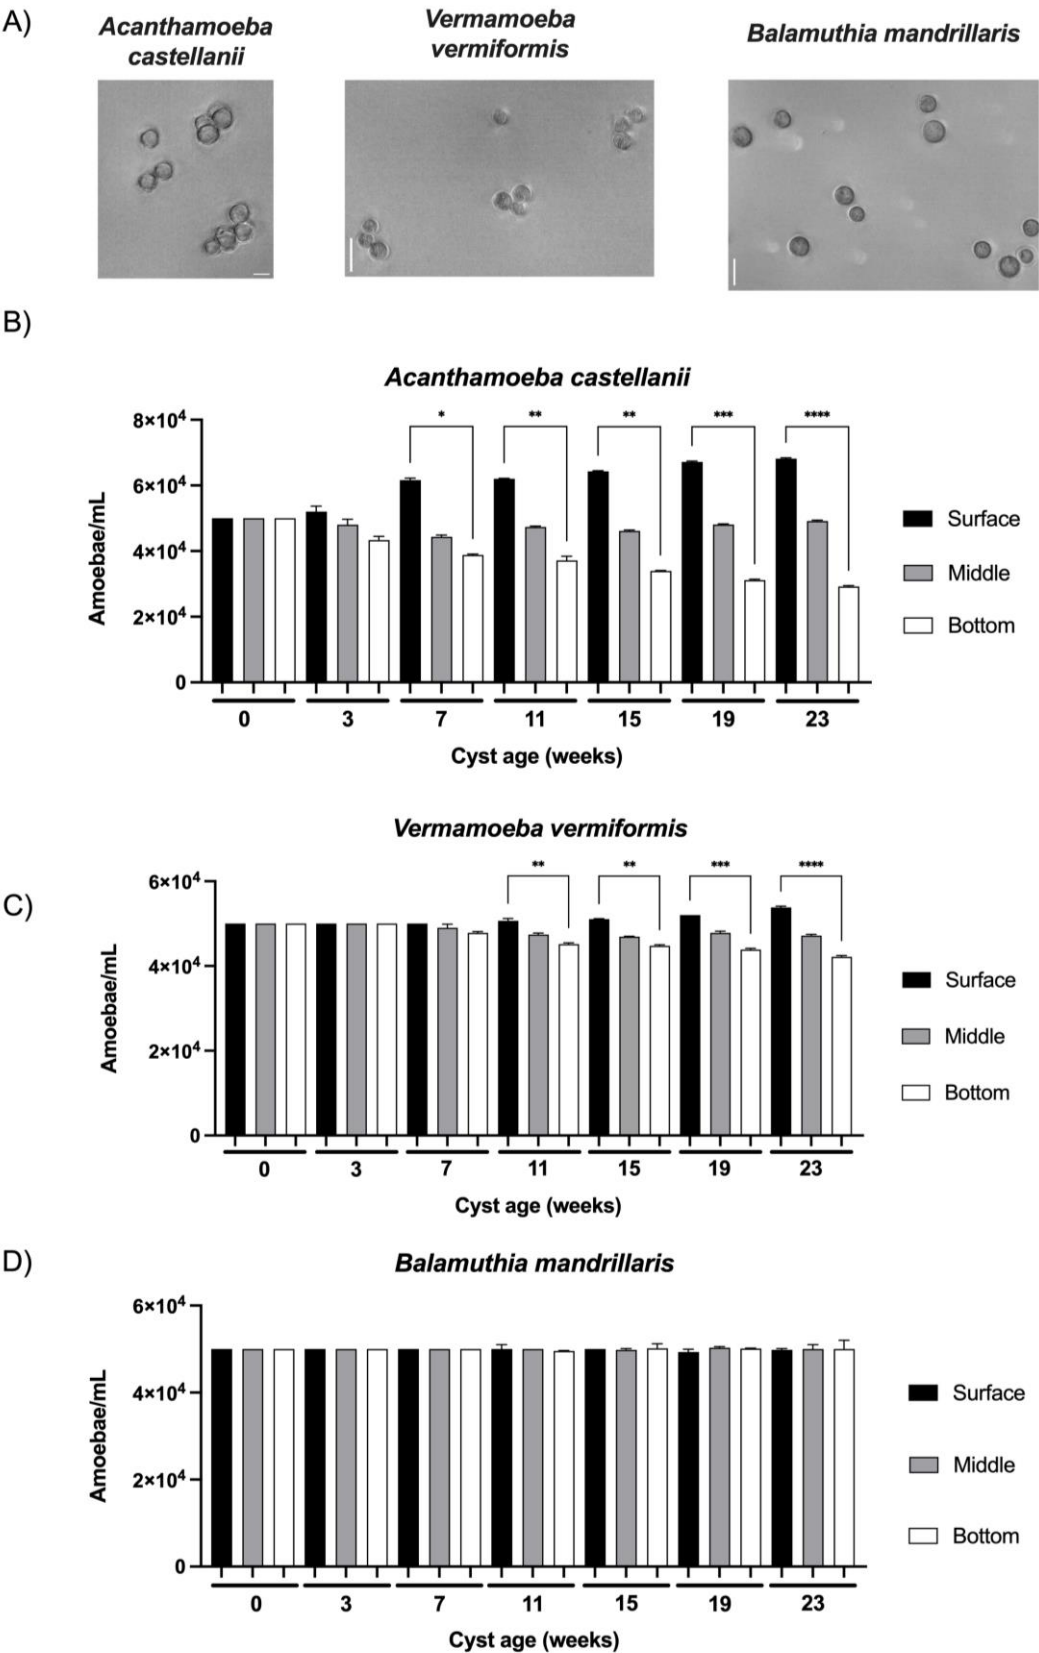 A)
Acanthamoeba
castellanii
Vermamoeba
vermiformis
Balamuthia mandrillaris
B)
Acanthamoeba castellanii
* ** ** *** ****
8×10⁴
6×10⁴
4×10⁴
2×10⁴
0
Amoebae/mL
0 3 7 11 15 19 23
Cyst age (weeks)
Surface
Middle
Bottom
C)
Vermamoeba vermiformis
** ** *** ****
6×10⁴
4×10⁴
2×10⁴
0
Amoebae/mL
0 3 7 11 15 19 23
Cyst age (weeks)
Surface
Middle
Bottom
D)
Balamuthia mandrillaris
6×10⁴
4×10⁴
2×10⁴
0
Amoebae/mL
0 3 7 11 15 19 23
Cyst age (weeks)
Surface
Middle
Bottom